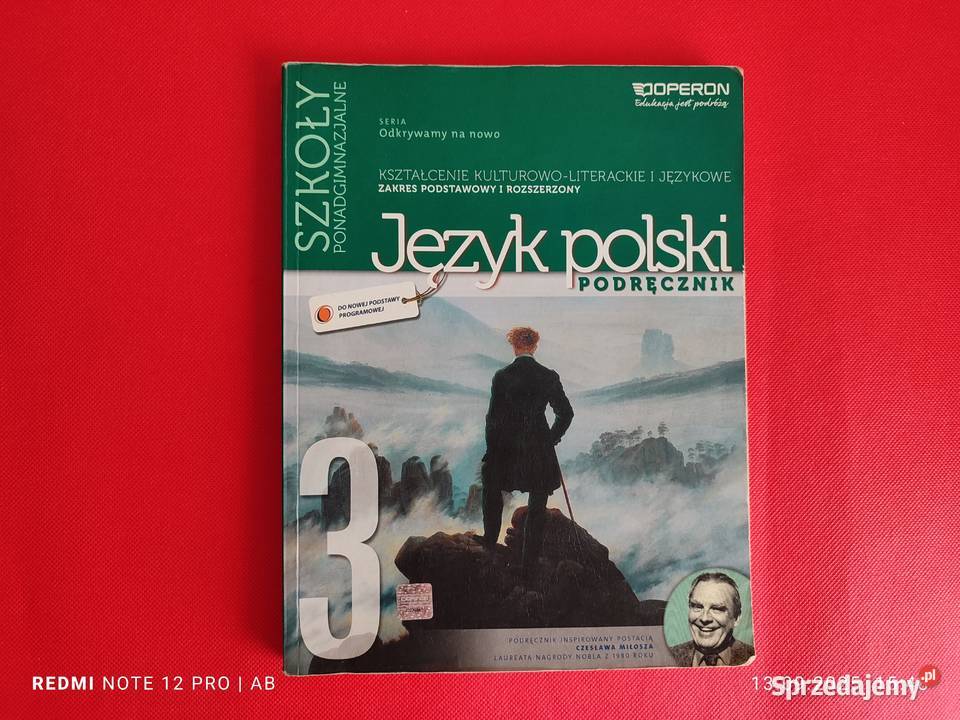 SZKOŁY
PONADGIMNAZJALNE
OPERON
Edukacja jest podróżą
SERIA
Odkrywamy na nowo
KSZTAŁCENIE KULTUROWO-LITERACKIE I JĘZYKOWE
ZAKRES PODSTAWOWY I ROZSZERZONY
Język polski
PODRĘCZNIK
DO NOWEJ PODSTAWY
PROGRAMOWEJ
3
PODRĘCZNIK INSPIROWANY POSTACIĄ
CZESŁAWA MIŁOSZA
LAUREATA NAGRODY NOBLA Z 1980 ROKU
REDMI NOTE 12 PRO | AB
Sprzedajemy.pl